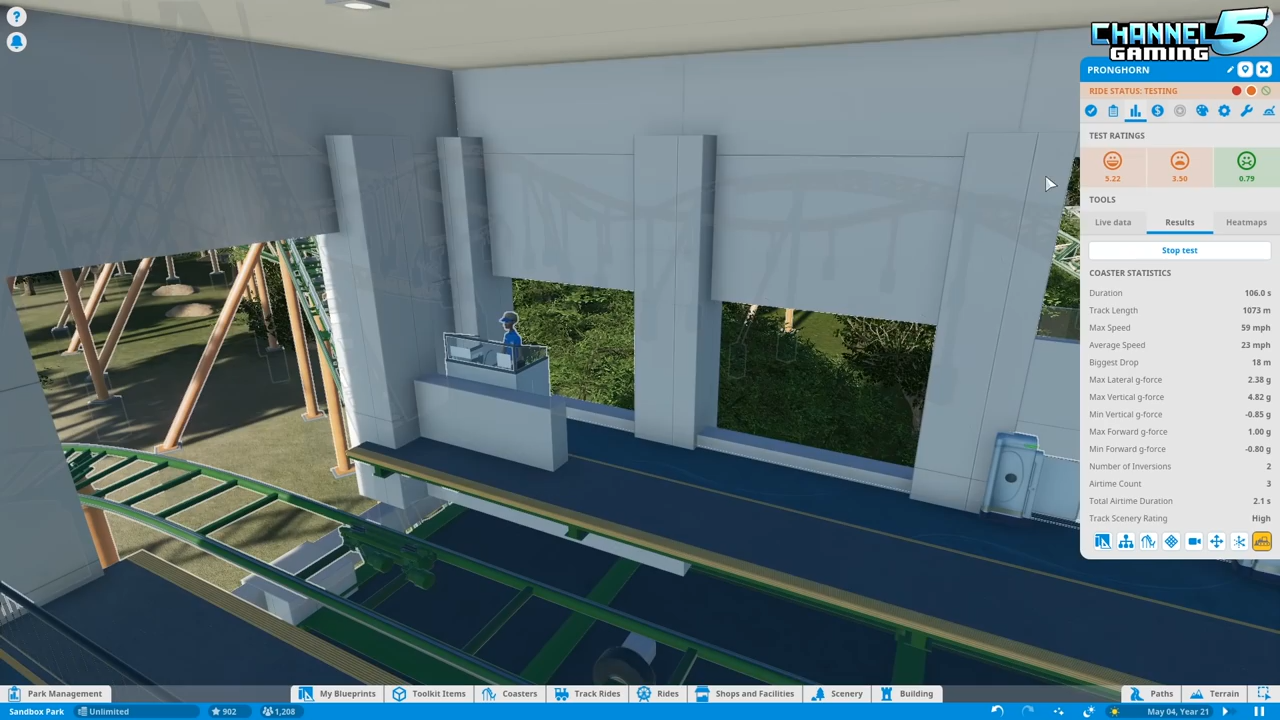 CHANNEL 5
GAMING
PRONGHORN
RIDE STATUS: TESTING
TEST RATINGS
5.22 3.50 0.79
TOOLS
Live data Results Heatmaps
Stop test
COASTER STATISTICS
Duration 106.0 s
Track Length 1073 m
Max Speed 59 mph
Average Speed 23 mph
Biggest Drop 18 m
Max Lateral g-force 2.38 g
Max Vertical g-force 4.82 g
Min Vertical g-force -0.85 g
Max Forward g-force 1.00 g
Min Forward g-force -0.80 g
Number of Inversions 2
Airtime Count 3
Total Airtime Duration 2.1 s
Track Scenery Rating High
Park Management My Blueprints Toolkit Items Coasters Track Rides Rides Shops and Facilities Scenery Building Paths Terrain
Sandbox Park Unlimited 902 1,208 May 04, Year 21